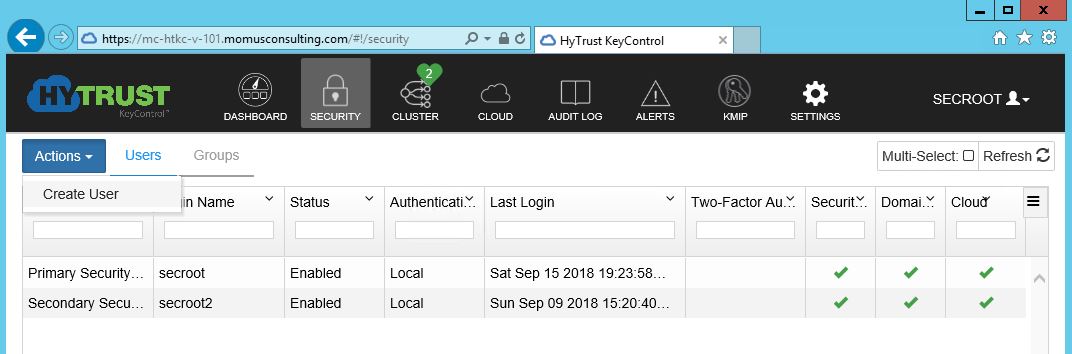 https://mc-htkc-v-101.momusconsulting.com/#!/security
HyTrust KeyControl
HYTRUST
KeyControl™
DASHBOARD
SECURITY
2
CLUSTER
CLOUD
AUDIT LOG
ALERTS
KMIP
SETTINGS
SECROOT
Actions
Users
Groups
Multi-Select:
Refresh
Create User
in Name
Status
Authenticati...
Last Login
Two-Factor Au...
Securit...
Domai...
Cloud
Primary Security... secroot Enabled Local Sat Sep 15 2018 19:23:58...
Secondary Secu... secroot2 Enabled Local Sun Sep 09 2018 15:20:40...